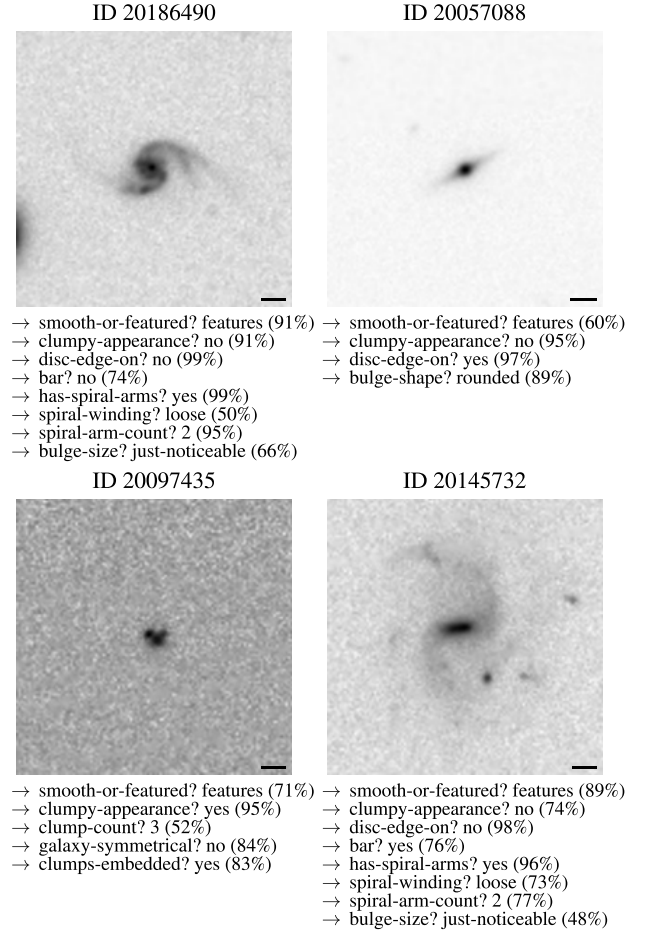 ID 20186490
→ smooth-or-featured? features (91%)
→ clumpy-appearance? no (91%)
→ disc-edge-on? no (99%)
→ bar? no (74%)
→ has-spiral-arms? yes (99%)
→ spiral-winding? loose (50%)
→ spiral-arm-count? 2 (95%)
→ bulge-size? just-noticeable (66%)
ID 20057088
→ smooth-or-featured? features (60%)
→ clumpy-appearance? no (95%)
→ disc-edge-on? yes (97%)
→ bulge-shape? rounded (89%)
ID 20097435
→ smooth-or-featured? features (71%)
→ clumpy-appearance? yes (95%)
→ clump-count? 3 (52%)
→ galaxy-symmetrical? no (84%)
→ clumps-embedded? yes (83%)
ID 20145732
→ smooth-or-featured? features (89%)
→ clumpy-appearance? no (74%)
→ disc-edge-on? no (98%)
→ bar? yes (76%)
→ has-spiral-arms? yes (96%)
→ spiral-winding? loose (73%)
→ spiral-arm-count? 2 (77%)
→ bulge-size? just-noticeable (48%)